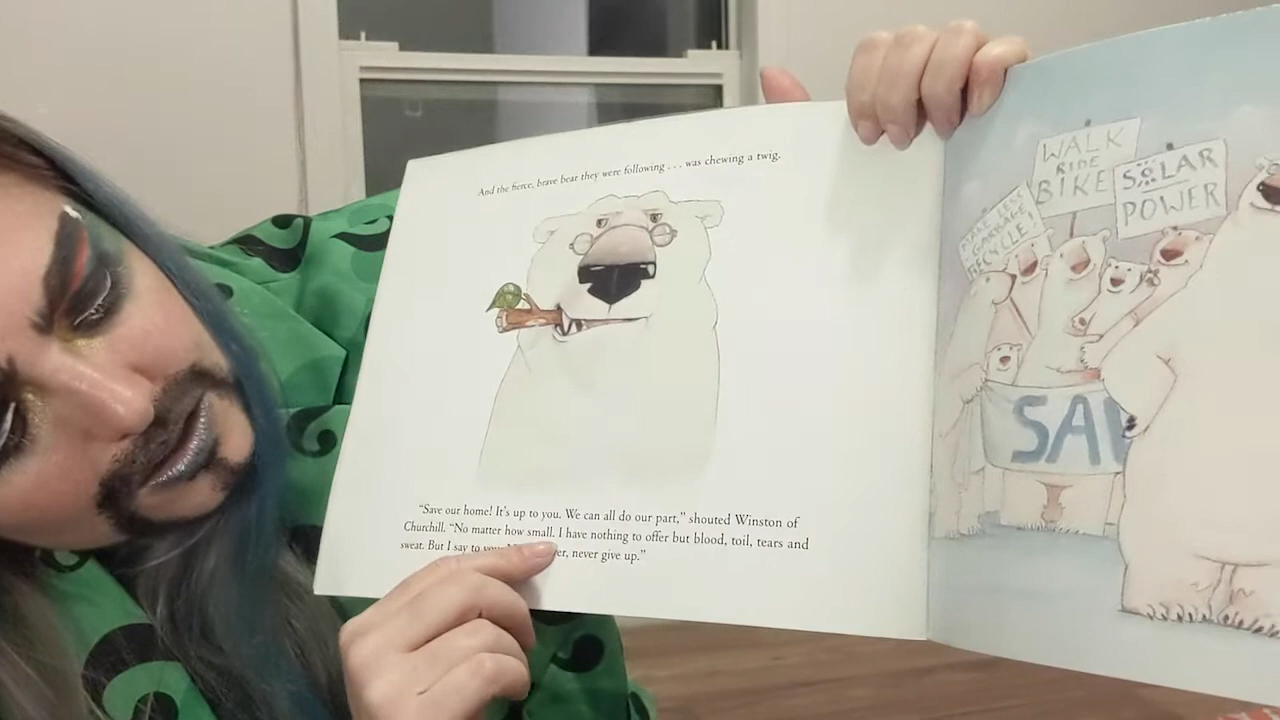 And the fierce, brave bear they were following . . . was chewing a twig.
"Save our home! It's up to you. We can all do our part," shouted Winston of
Churchill. "No matter how small. I have nothing to offer but blood, toil, tears and
sweat. But I say to never give up."
WALK
RIDE
BIKE
SOLAR
POWER
MAKE LESS
GARBAGE
RECYCLE!
SA